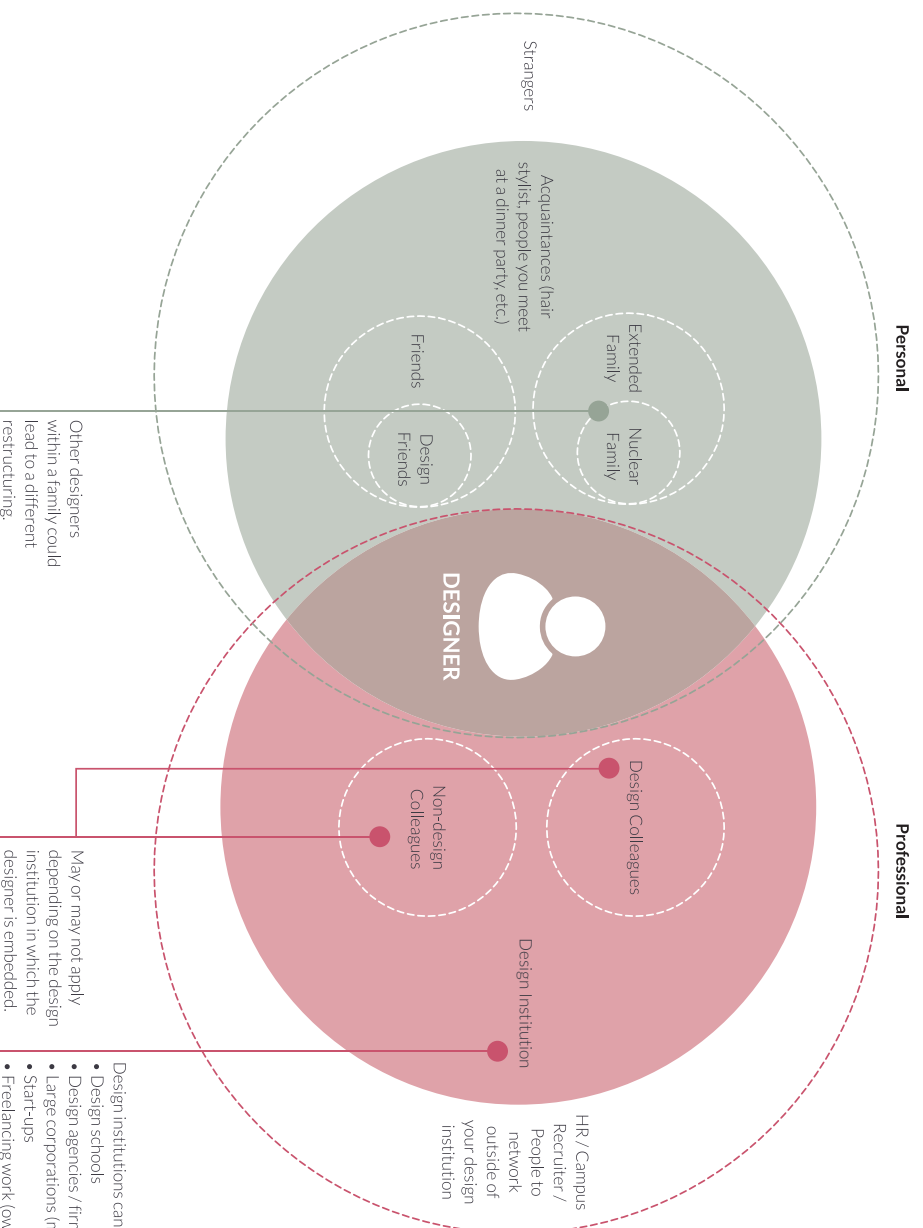 Personal
Professional
Strangers
Acquaintances (hair
stylist, people you meet
at a dinner party, etc.)
Extended
Family
Nuclear
Family
Friends
Design
Friends
DESIGNER
Design Colleagues
Non-design
Colleagues
Design Institution
HR / Campus
Recruiter /
People to
network
outside of
your design
institution
Other designers
within a family could
lead to a different
restructuring.
May or may not apply
depending on the design
institution in which the
designer is embedded.
Design institutions can
• Design schools
• Design agencies /
• Large corporations
• Start-ups
• Freelancing work